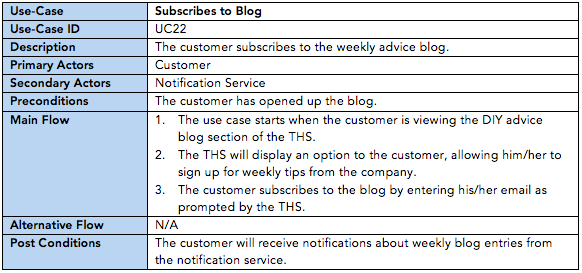 Use-Case Subscribes to Blog
Use-Case ID UC22
Description The customer subscribes to the weekly advice blog.
Primary Actors Customer
Secondary Actors Notification Service
Preconditions The customer has opened up the blog.
Main Flow 1. The use case starts when the customer is viewing the DIY advice
blog section of the THS.
2. The THS will display an option to the customer, allowing him/her to
sign up for weekly tips from the company.
3. The customer subscribes to the blog by entering his/her email as
prompted by the THS.
Alternative Flow N/A
Post Conditions The customer will receive notifications about weekly blog entries from
the notification service.